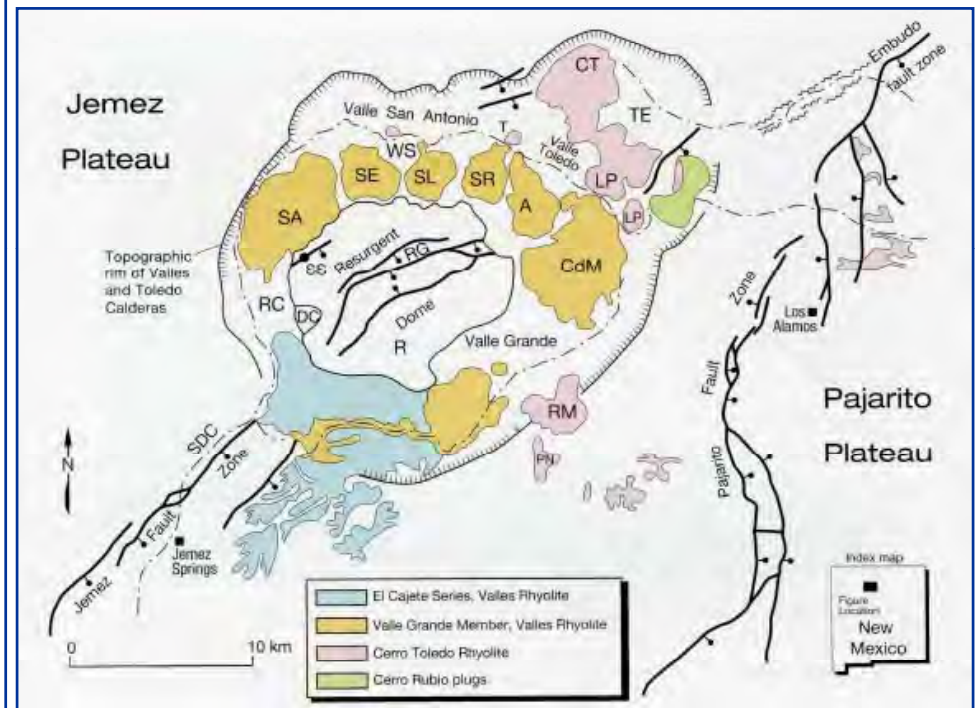 Jemez
Plateau
Valle San Antonio
CT
TE
T
Valle
Toledo
Embudo
fault zone
WS
SE
SL
SR
A
LP
LP
SA
CdM
Topographic
rim of Valles
and Toledo
Calderas
Resurgent
RG
Dome
RC
DC
R
Valle Grande
Zone
Fault
Pajarito
Los
Alamos
Pajarito
Plateau
RM
PN
N
SDC
Zone
Fault
Jemez
Jemez
Springs
0
10 km
El Cajete Series, Valles Rhyolite
Valle Grande Member, Valles Rhyolite
Cerro Toledo Rhyolite
Cerro Rubio plugs
Index map
Figure
Location
New
Mexico